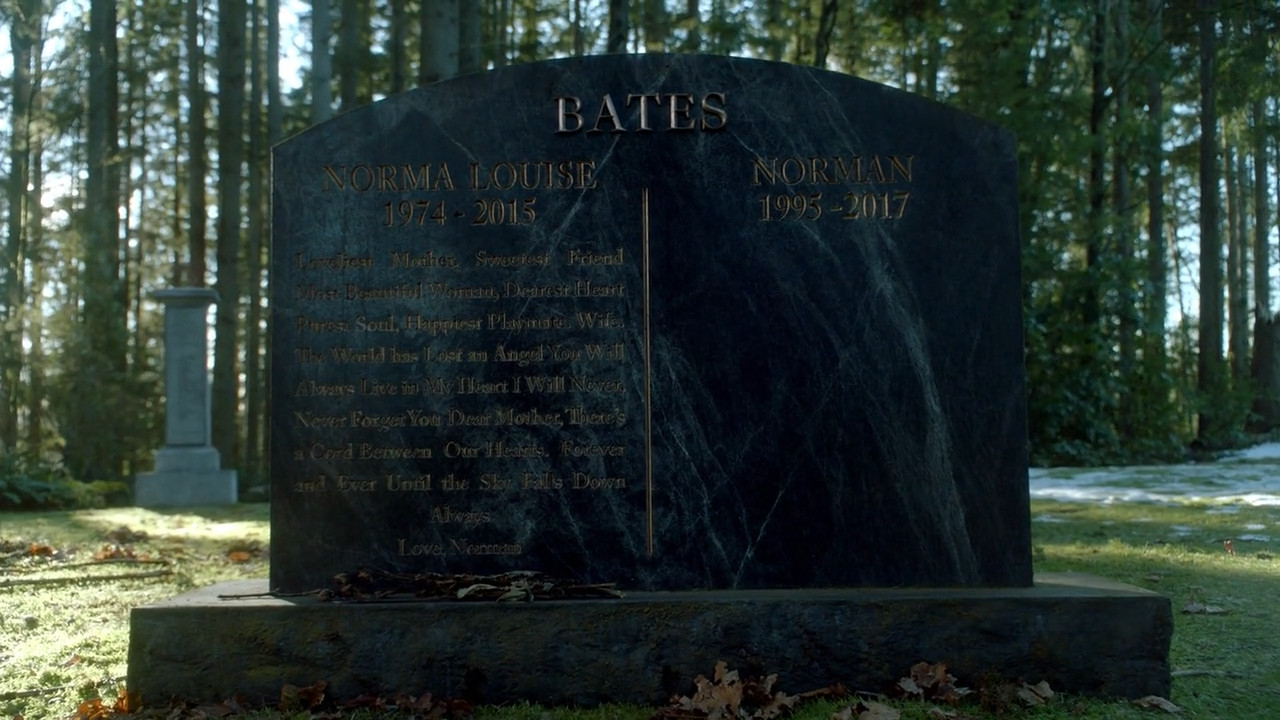 BATES
NORMA LOUISE
1974 - 2015
Loveliest Mother, Sweetest Friend
Most Beautiful Woman, Dearest Heart
Purest Soul, Happiest Playmate. Wife.
The World has Lost an Angel You Will
Always Live in My Heart I Will Never,
Never Forget You Dear Mother, There's
a Cord Between Our Hearts. Forever
and Ever Until the Sky Falls Down
Always
Love, Norman
NORMAN
1995 - 2017